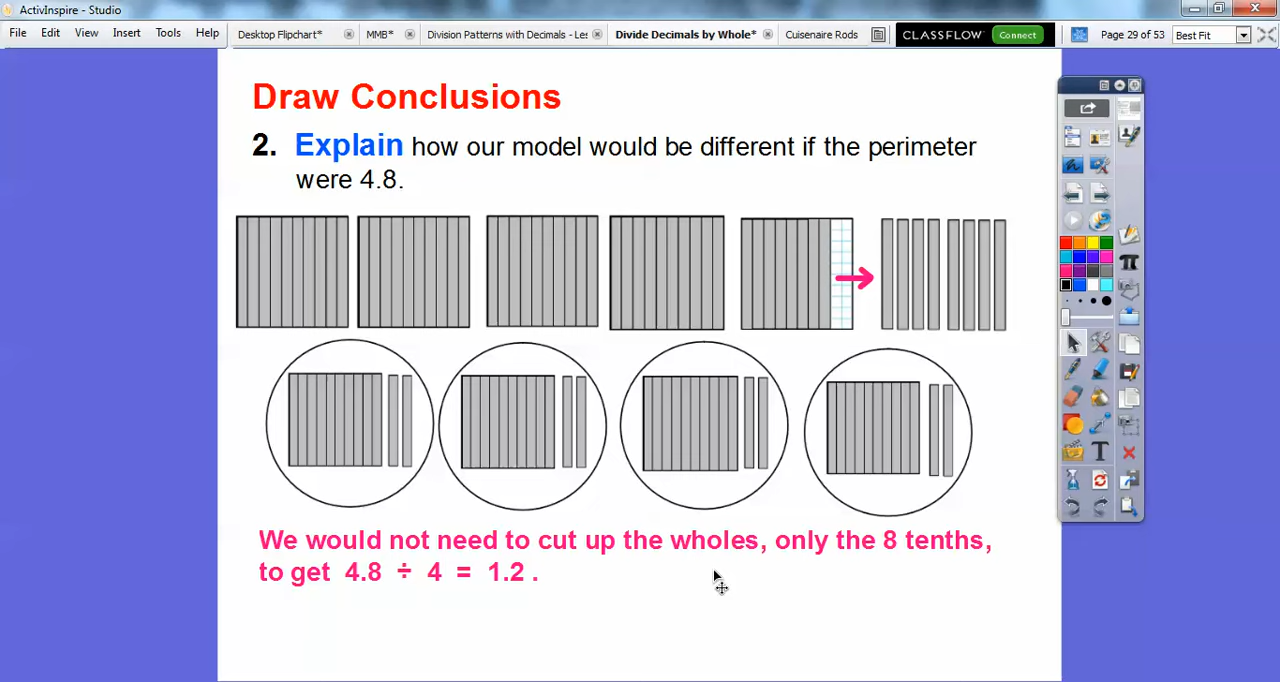 ActivInspire - Studio
File Edit View Insert Tools Help Desktop Flipchart* MMB* Division Patterns with Decimals - Les Divide Decimals by Whole* Cuisenaire Rods CLASSFLOW Connect Page 29 of 53 Best Fit
Draw Conclusions
2. Explain how our model would be different if the perimeter
were 4.8.
We would not need to cut up the wholes, only the 8 tenths,
to get 4.8 ÷ 4 = 1.2 .